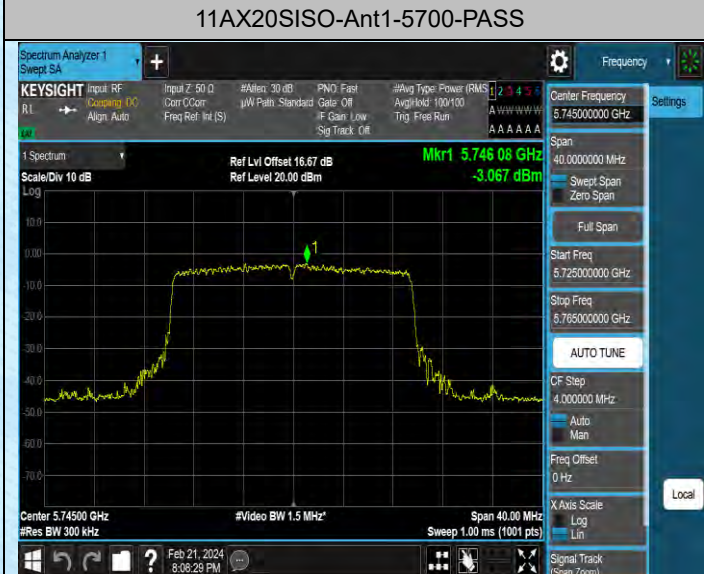 11AX20SISO-Ant1-5700-PASS
Spectrum Analyzer 1
Swept SA
+
Frequency
KEYSIGHT
Input: RF
Coupling: DC
Align: Auto
Input Z: 50 Ω
Corr CCorr
Freq Ref: Int (S)
#Atten: 30 dB
µW Path: Standard
PNO: Fast
Gate: Off
IF Gain: Low
Sig Track: Off
#Avg Type: Power (RMS
Avg|Hold: 100/100
Trig: Free Run
1 2 3 4 5 6
A W W W W W
A A A A A A
Center Frequency
5.745000000 GHz
Settings
Span
40.0000000 MHz
Swept Span
Zero Span
Full Span
Start Freq
5.725000000 GHz
Stop Freq
5.765000000 GHz
AUTO TUNE
CF Step
4.000000 MHz
Auto
Man
Freq Offset
0 Hz
X Axis Scale
Log
Lin
Local
Signal Track
(Span Zoom)
1 Spectrum
Scale/Div 10 dB
Ref Lvl Offset 16.67 dB
Ref Level 20.00 dBm
Mkr1 5.746 08 GHz
-3.067 dBm
Log
10.0
0.00
-10.0
-20.0
-30.0
-40.0
-50.0
-60.0
-70.0
1
Center 5.74500 GHz
#Res BW 300 kHz
#Video BW 1.5 MHz*
Span 40.00 MHz
Sweep 1.00 ms (1001 pts)
?
Feb 21, 2024
8:08:29 PM